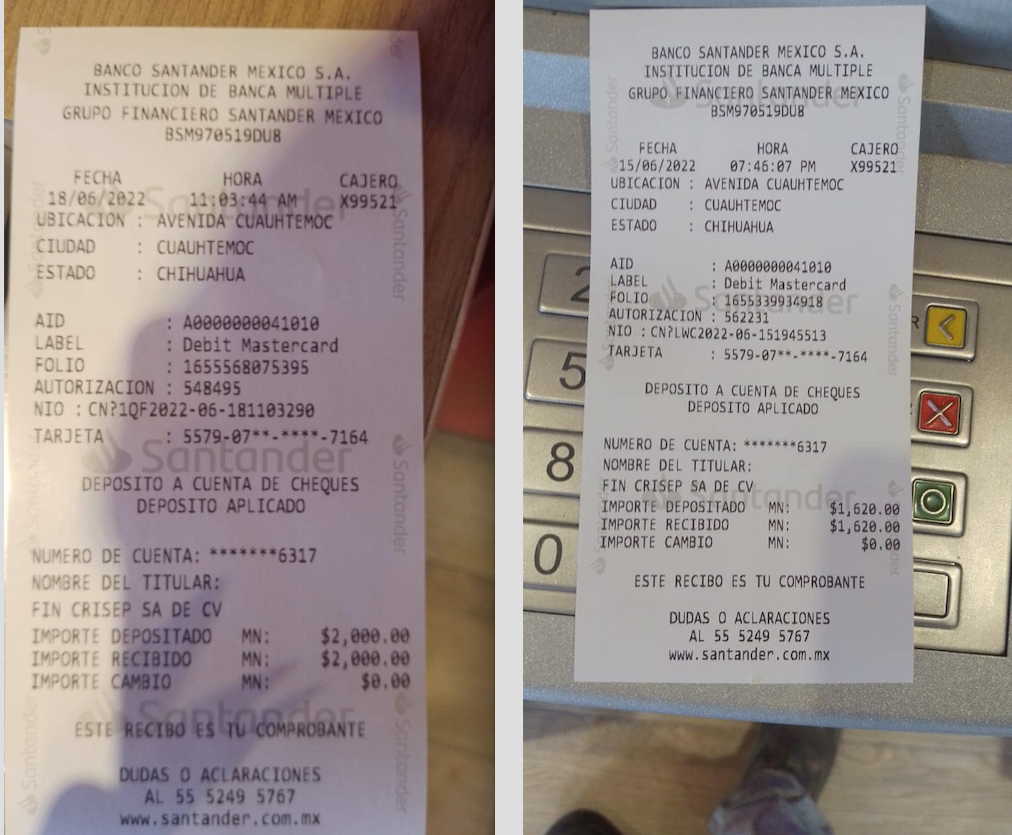 BANCO SANTANDER MEXICO S.A.
INSTITUCION DE BANCA MULTIPLE
GRUPO FINANCIERO SANTANDER MEXICO
BSM970519DU8
FECHA HORA CAJERO
18/06/2022 11:03:44 AM X99521
UBICACION : AVENIDA CUAUHTEMOC
CIUDAD : CUAUHTEMOC
ESTADO : CHIHUAHUA
AID : A0000000041010
LABEL : Debit Mastercard
FOLIO : 1655568075395
AUTORIZACION : 548495
NIO : CN?1QF2022-06-181103290
TARJETA : 5579-07**-****-7164
Santander
DEPOSITO A CUENTA DE CHEQUES
DEPOSITO APLICADO
NUMERO DE CUENTA: *******6317
NOMBRE DEL TITULAR:
FIN CRISEP SA DE CV
IMPORTE DEPOSITADO MN: $2,000.00
IMPORTE RECIBIDO MN: $2,000.00
IMPORTE CAMBIO MN: $0.00
ESTE RECIBO ES TU COMPROBANTE
DUDAS O ACLARACIONES
AL 55 5249 5767
www.santander.com.mx
BANCO SANTANDER MEXICO S.A.
INSTITUCION DE BANCA MULTIPLE
GRUPO FINANCIERO SANTANDER MEXICO
BSM970519DU8
FECHA HORA CAJERO
15/06/2022 07:46:07 PM X99521
UBICACION : AVENIDA CUAUHTEMOC
CIUDAD : CUAUHTEMOC
ESTADO : CHIHUAHUA
AID : A0000000041010
LABEL : Debit Mastercard
FOLIO : 1655339934918
AUTORIZACION : 562231
NIO : CN?LWC2022-06-151945513
TARJETA : 5579-07**-****-7164
DEPOSITO A CUENTA DE CHEQUES
DEPOSITO APLICADO
NUMERO DE CUENTA: *******6317
NOMBRE DEL TITULAR:
FIN CRISEP SA DE CV
IMPORTE DEPOSITADO MN: $1,620.00
IMPORTE RECIBIDO MN: $1,620.00
IMPORTE CAMBIO MN: $0.00
ESTE RECIBO ES TU COMPROBANTE
DUDAS O ACLARACIONES
AL 55 5249 5767
www.santander.com.mx
2
5
8
0